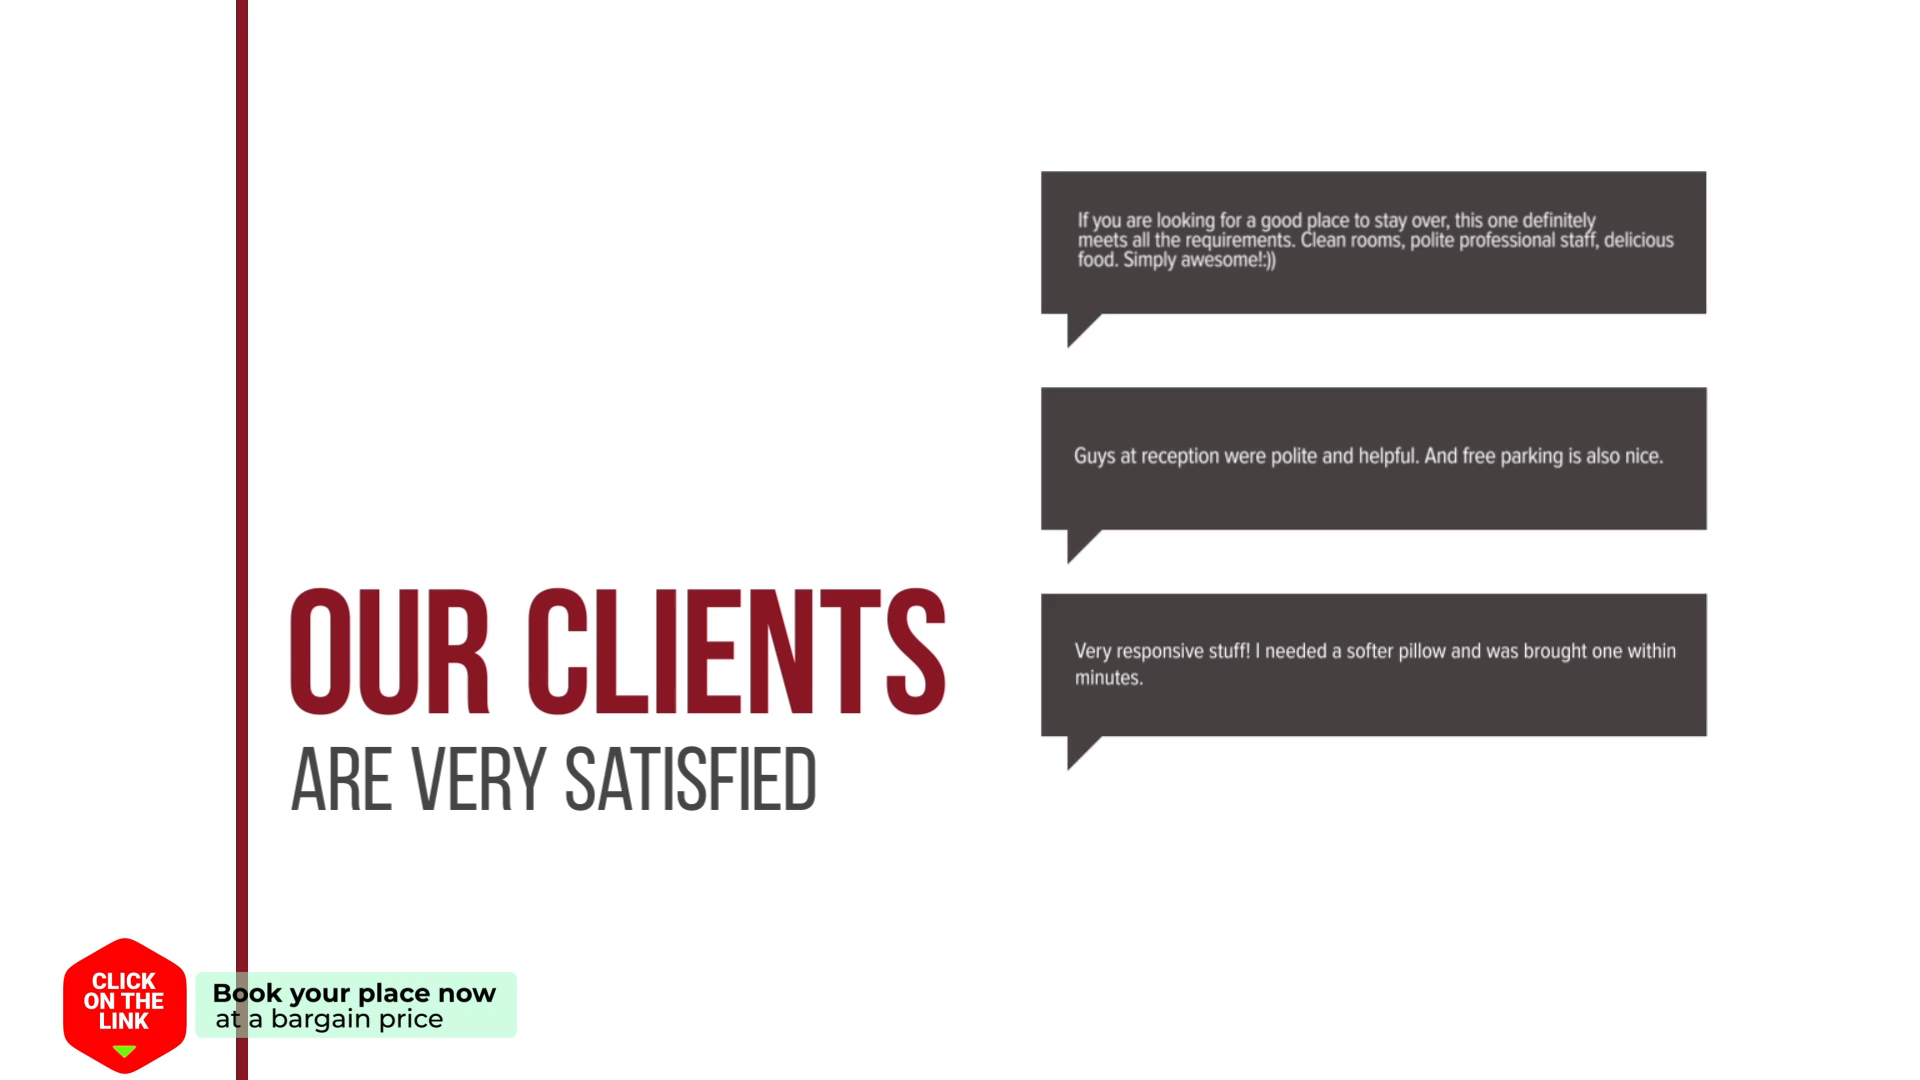 If you are looking for a good place to stay over, this one definitely
meets all the requirements. Clean rooms, polite professional staff, delicious
food. Simply awesome!:))
Guys at reception were polite and helpful. And free parking is also nice.
Very responsive stuff! I needed a softer pillow and was brought one within
minutes.
OUR CLIENTS
ARE VERY SATISFIED
CLICK
ON THE
LINK
Book your place now
at a bargain price